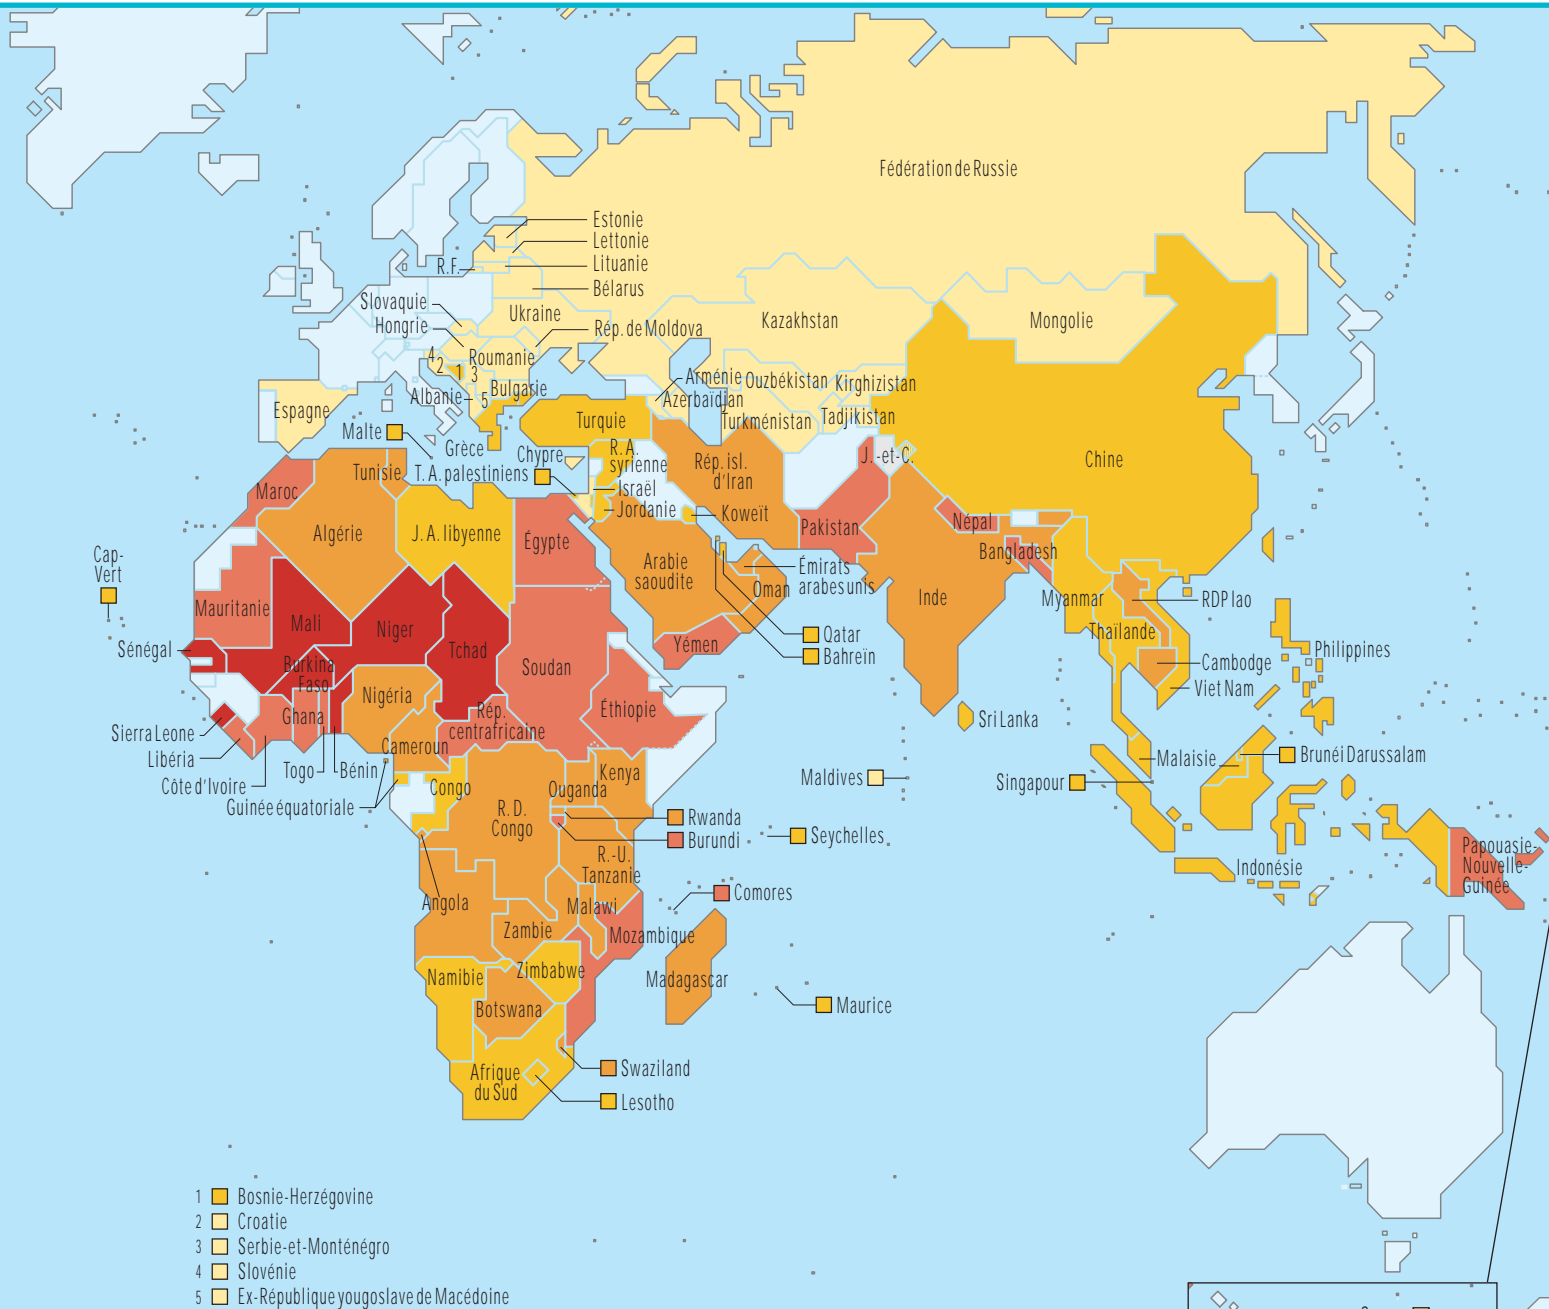 Fédération de Russie
Estonie
Lettonie
Lituanie
R.F.
Bélarus
Slovaquie
Ukraine
Hongrie
Rép. de Moldova
Kazakhstan
Mongolie
4
2
1
3
Roumanie
Arménie
Ouzbékistan
Kirghizistan
Albanie
5
Bulgarie
Azerbaïdjan
Espagne
Turkménistan
Tadjikistan
Malte
Turquie
Grèce
Chypre
R.A.
syrienne
J.-et-C.
Chine
Tunisie
T.A. palestiniens
Rép. isl.
d'Iran
Maroc
Israël
Jordanie
Koweït
Algérie
J.A. libyenne
Égypte
Pakistan
Népal
Bangladesh
Cap-
Vert
Arabie
saoudite
Émirats
arabes unis
Oman
Inde
Myanmar
RDP lao
Mauritanie
Mali
Niger
Tchad
Thaïlande
Qatar
Bahreïn
Sénégal
Yémen
Philippines
Burkina
Faso
Soudan
Cambodge
Nigéria
Viet Nam
Ghana
Rép.
centrafricaine
Éthiopie
Sri Lanka
Sierra Leone
Libéria
Cameroun
Malaisie
Brunéi Darussalam
Togo
Bénin
Côte d'Ivoire
Maldives
Singapour
Guinée équatoriale
Congo
Ouganda
Kenya
R.D.
Congo
Rwanda
Burundi
Seychelles
R.-U.
Tanzanie
Indonésie
Papouasie-
Nouvelle-
Guinée
Comores
Angola
Malawi
Zambie
Mozambique
Namibie
Zimbabwe
Madagascar
Botswana
Maurice
Afrique
du Sud
Swaziland
Lesotho
1 Bosnie-Herzégovine
2 Croatie
3 Serbie-et-Monténégro
4 Slovénie
5 Ex-République yougoslave de Macédoine